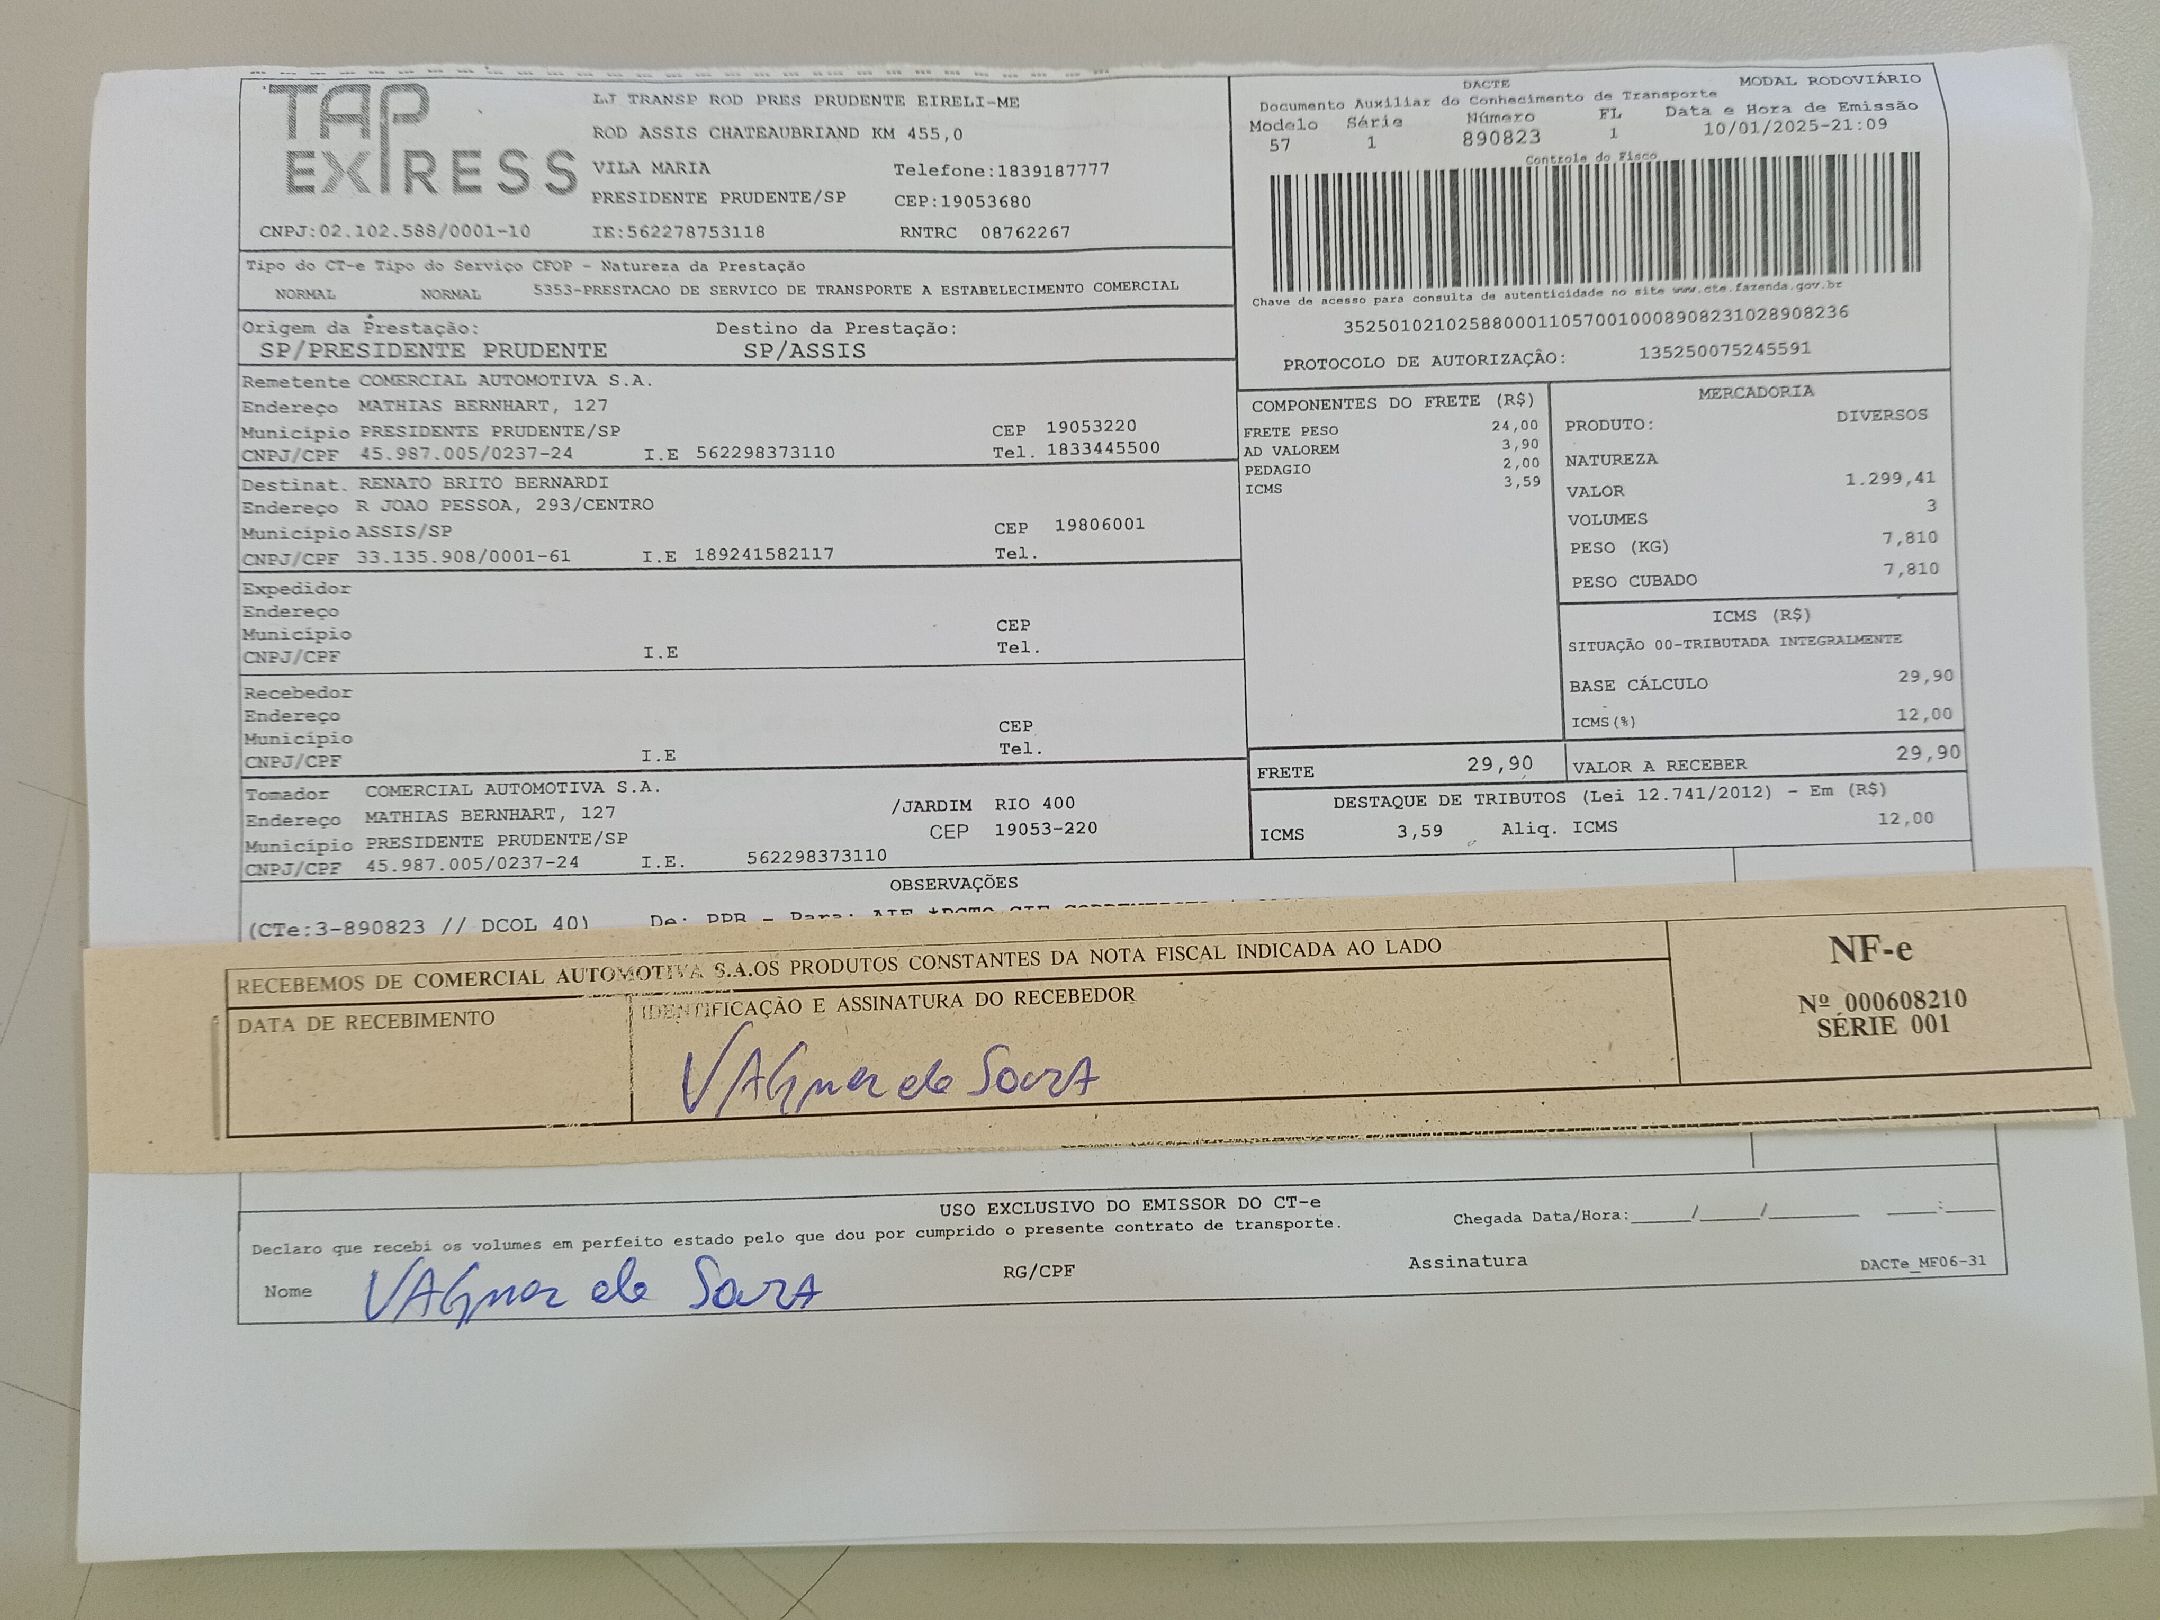 TAP EXPRESS
LJ TRANSP ROD PRES PRUDENTE EIRELI-ME
ROD ASSIS CHATEAUBRIAND KM 455,0
VILA MARIA Telefone:1839187777
PRESIDENTE PRUDENTE/SP CEP:19053680
CNPJ:02.102.588/0001-10 IE:562278753118 RNTRC 08762267
DACTE MODAL RODOVIÁRIO
Documento Auxiliar do Conhecimento de Transporte
Modelo Série Número FL Data e Hora de Emissão
57 1 890823 1 10/01/2025-21:09
Controle do Fisco
Chave de acesso para consulta de autenticidade no site www.cte.fazenda.gov.br
35250102102588000110570010008908231028908236
PROTOCOLO DE AUTORIZAÇÃO: 135250075245591
Tipo do CT-e Tipo do Serviço CFOP - Natureza da Prestação
NORMAL NORMAL 5353-PRESTACAO DE SERVICO DE TRANSPORTE A ESTABELECIMENTO COMERCIAL
Origem da Prestação: Destino da Prestação:
SP/PRESIDENTE PRUDENTE SP/ASSIS
Remetente COMERCIAL AUTOMOTIVA S.A.
Endereço MATHIAS BERNHART, 127
Município PRESIDENTE PRUDENTE/SP CEP 19053220
CNPJ/CPF 45.987.005/0237-24 I.E 562298373110 Tel. 1833445500
Destinat. RENATO BRITO BERNARDI
Endereço R JOAO PESSOA, 293/CENTRO
Município ASSIS/SP CEP 19806001
CNPJ/CPF 33.135.908/0001-61 I.E 189241582117 Tel.
Expedidor
Endereço
Município CEP
CNPJ/CPF I.E Tel.
Recebedor
Endereço
Município CEP
CNPJ/CPF I.E Tel.
Tomador COMERCIAL AUTOMOTIVA S.A.
Endereço MATHIAS BERNHART, 127 /JARDIM RIO 400
Município PRESIDENTE PRUDENTE/SP CEP 19053-220
CNPJ/CPF 45.987.005/0237-24 I.E. 562298373110
COMPONENTES DO FRETE (R$)
FRETE PESO 24,00
AD VALOREM 3,90
PEDAGIO 2,00
ICMS 3,59
MERCADORIA
PRODUTO: DIVERSOS
NATUREZA
VALOR 1.299,41
VOLUMES 3
PESO (KG) 7,810
PESO CUBADO 7,810
ICMS (R$)
SITUAÇÃO 00-TRIBUTADA INTEGRALMENTE
BASE CÁLCULO 29,90
ICMS(%) 12,00
FRETE 29,90 VALOR A RECEBER 29,90
DESTAQUE DE TRIBUTOS (Lei 12.741/2012) - Em (R$)
ICMS 3,59 Aliq. ICMS 12,00
OBSERVAÇÕES
(CTe:3-890823 // DCOL 40) De: PPB - Para:
RECEBEMOS DE COMERCIAL AUTOMOTIVA S.A.OS PRODUTOS CONSTANTES DA NOTA FISCAL INDICADA AO LADO
DATA DE RECEBIMENTO IDENTIFICAÇÃO E ASSINATURA DO RECEBEDOR
VAGner de SouzA
NF-e
Nº 000608210
SÉRIE 001
USO EXCLUSIVO DO EMISSOR DO CT-e
Declaro que recebi os volumes em perfeito estado pelo que dou por cumprido o presente contrato de transporte. Chegada Data/Hora:_____/_____/_________ _____:_____
Nome VAGner de SouzA RG/CPF Assinatura DACTe_MF06-31